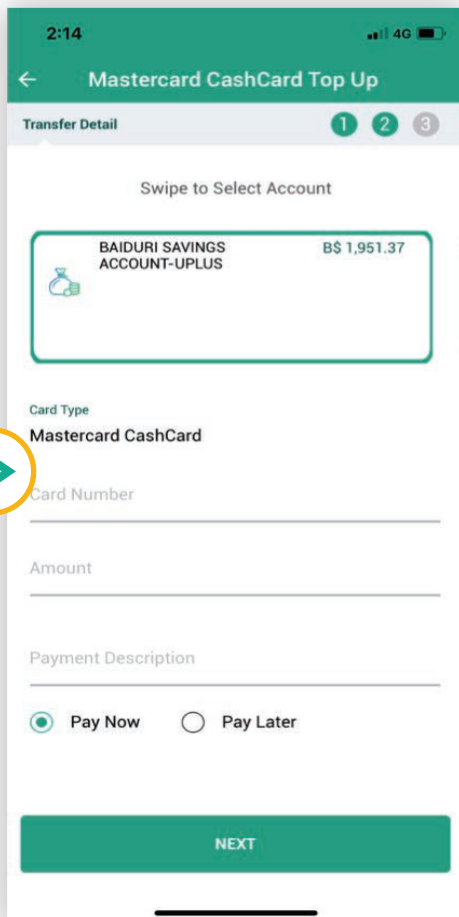 2:14
4G
Mastercard CashCard Top Up
Transfer Detail
1 2 3
Swipe to Select Account
BAIDURI SAVINGS B$ 1,951.37
ACCOUNT-UPLUS
Card Type
Mastercard CashCard
Card Number
Amount
Payment Description
Pay Now Pay Later
NEXT